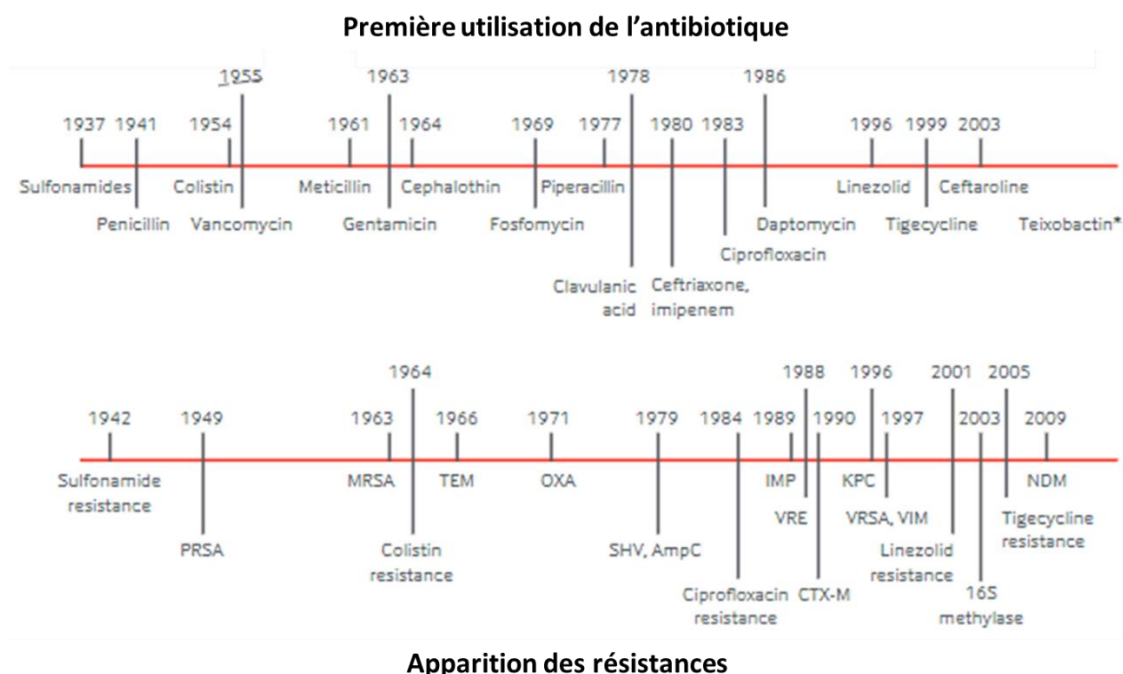 Première utilisation de l'antibiotique
1955 1963 1978 1986
1937 1941 1954 1961 1964 1969 1977 1980 1983 1996 1999 2003
Sulfonamides Colistin Meticillin Cephalothin Piperacillin Linezolid Ceftaroline
Penicillin Vancomycin Gentamicin Fosfomycin Daptomycin Tigecycline Teixobactin*
Ciprofloxacin
Clavulanic Ceftriaxone,
acid imipenem
1964 1988 1996 2001 2005
1942 1949 1963 1966 1971 1979 1984 1989 1990 1997 2003 2009
Sulfonamide MRSA TEM OXA IMP KPC NDM
resistance
VRE VRSA, VIM Tigecycline
resistance
PRSA Colistin SHV, AmpC Linezolid
resistance resistance
Ciprofloxacin CTX-M 16S
resistance methylase
Apparition des résistances